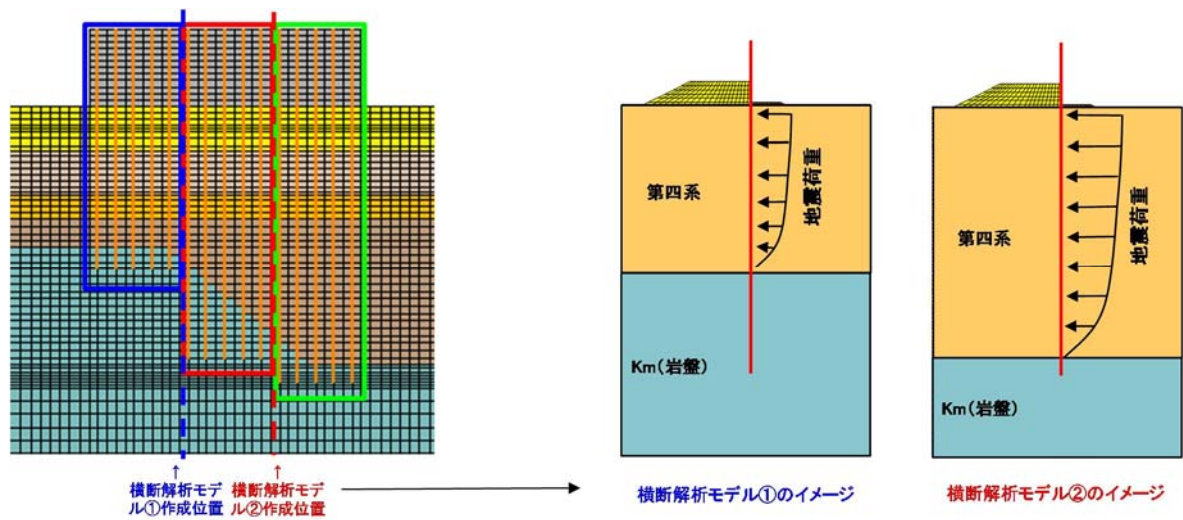 ↑
横断解析モデ
ル①作成位置
↑
横断解析モデ
ル②作成位置
第四系
地震荷重
Km(岩盤)
横断解析モデル①のイメージ
第四系
地震荷重
Km(岩盤)
横断解析モデル②のイメージ